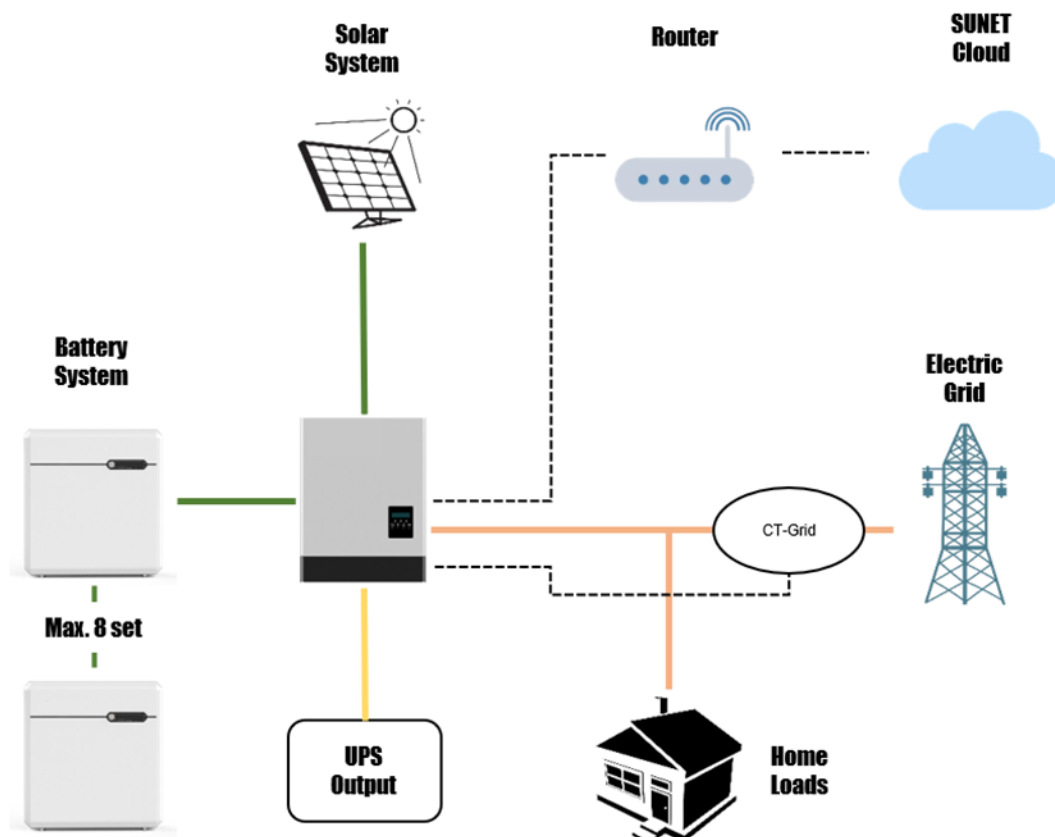 Solar
System
Router
SUNET
Cloud
Battery
System
Electric
Grid
CT-Grid
Max. 8 set
UPS
Output
Home
Loads